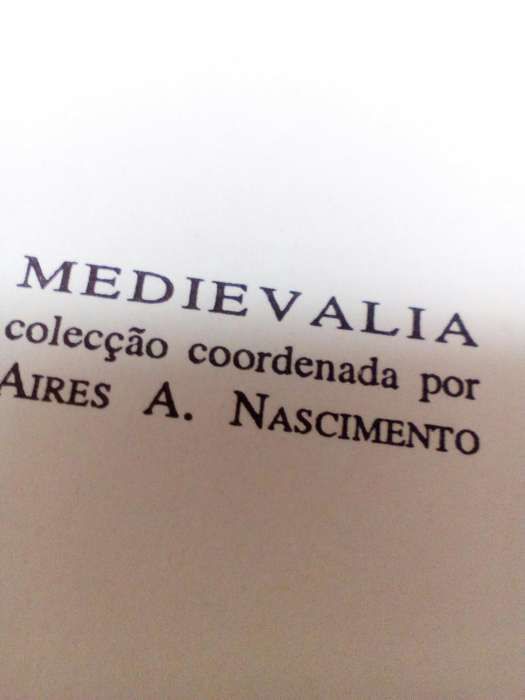 MEDIEVALIA
colecção coordenada por
AIRES A. NASCIMENTO